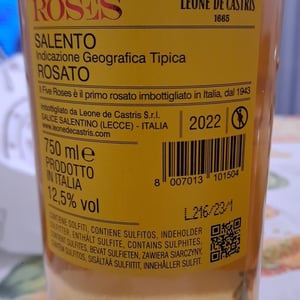 ROSES
LEONE DE CASTRIS
1665
SALENTO
Indicazione Geografica Tipica
ROSATO
Il Five Roses è il primo rosato imbottigliato in Italia, dal 1943
Imbottigliato da Leone de Castris S.r.l.
SALICE SALENTINO (LECCE) - ITALIA
www.leonedecastris.com
2022
750 ml e
PRODOTTO
IN ITALIA
12,5% vol
8 007013 101504
L.216/23/1
CONTIENE SOLFITI, CONTIENE SULFITOS, INDEHOLDER
SULFITTER, ENTHÄLT SULFITE, CONTAINS SULPHITES,
BEVAT SULFIETEN, ZAWIERA SIARCZYNY,
INNEHÅLLER SULFIT.